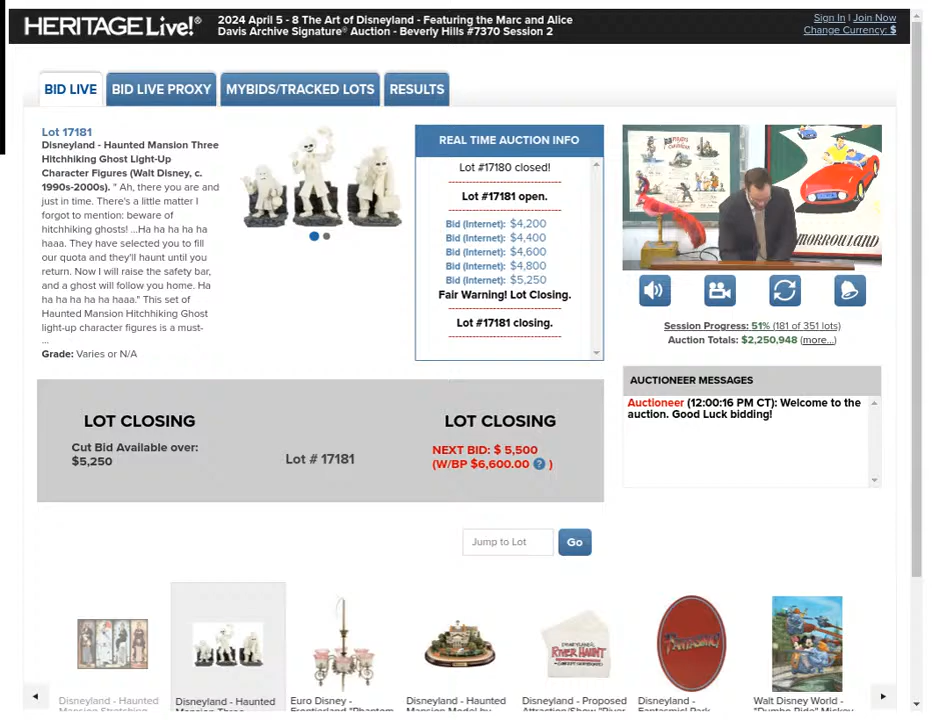 HERITAGE Live!®
2024 April 5 - 8 The Art of Disneyland - Featuring the Marc and Alice
Davis Archive Signature® Auction - Beverly Hills #7370 Session 2
Sign In | Join Now
Change Currency: $
BID LIVE
BID LIVE PROXY
MYBIDS/TRACKED LOTS
RESULTS
Lot 17181
Disneyland - Haunted Mansion Three
Hitchhiking Ghost Light-Up
Character Figures (Walt Disney, c.
1990s-2000s). " Ah, there you are and
just in time. There's a little matter I
forgot to mention: beware of
hitchhiking ghosts! ...Ha ha ha ha ha
haaa. They have selected you to fill
our quota and they'll haunt until you
return. Now I will raise the safety bar,
and a ghost will follow you home. Ha
ha ha ha ha ha haaa." This set of
Haunted Mansion Hitchhiking Ghost
light-up character figures is a must-
...
Grade: Varies or N/A
REAL TIME AUCTION INFO
Lot #17180 closed!
Lot #17181 open.
Bid (Internet): $4,200
Bid (Internet): $4,400
Bid (Internet): $4,600
Bid (Internet): $4,800
Bid (Internet): $5,250
Fair Warning! Lot Closing.
Lot #17181 closing.
Session Progress: 51% (181 of 351 lots)
Auction Totals: $2,250,948 (more...)
AUCTIONEER MESSAGES
Auctioneer (12:00:16 PM CT): Welcome to the
auction. Good Luck bidding!
LOT CLOSING
Cut Bid Available over:
$5,250
Lot # 17181
LOT CLOSING
NEXT BID: $ 5,500
(W/BP $6,600.00 ? )
Jump to Lot
Go
RIVER HAUNT
Disneyland - Haunted
Disneyland - Haunted
Euro Disney -
Frontierland "Phantom
Disneyland - Haunted
Mansion Model by
Disneyland - Proposed
Attraction/Show "River
Disneyland -
Fantasmic! Park
Walt Disney World -
"Dumbo Ride" Mickey